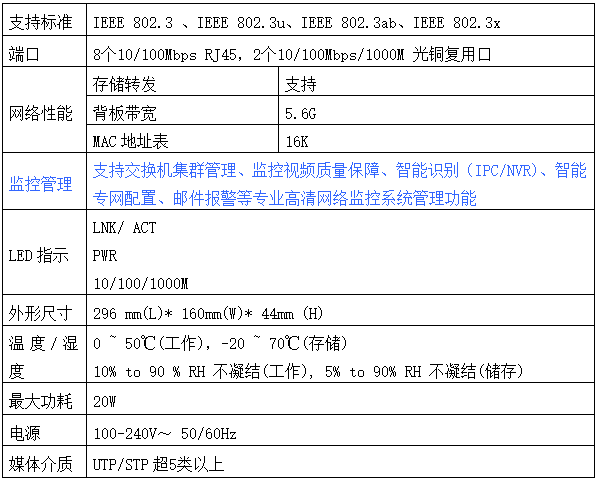 支持标准 IEEE 802.3 、IEEE 802.3u、IEEE 802.3ab、IEEE 802.3x
端口 8个10/100Mbps RJ45, 2个10/100Mbps/1000M 光铜复用口
网络性能
存储转发 支持
背板带宽 5.6G
MAC 地址表 16K
监控管理
支持交换机集群管理、监控视频质量保障、智能识别（IPC/NVR）、智能
专网配置、邮件报警等专业高清网络监控系统管理功能
LED 指示
LNK/ ACT
PWR
10/100/1000M
外形尺寸 296 mm(L)* 160mm(W)* 44mm (H)
温 度 / 湿
度
0 ~ 50℃(工作), -20 ~ 70℃(存储)
10% to 90 % RH 不凝结(工作), 5% to 90% RH 不凝结(储存)
最大功耗 20W
电源 100-240V～ 50/60Hz
媒体介质 UTP/STP 超5类以上